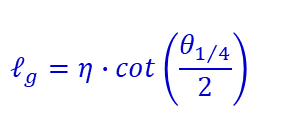 ℓ_g = η · cot(θ_{1/4} / 2)